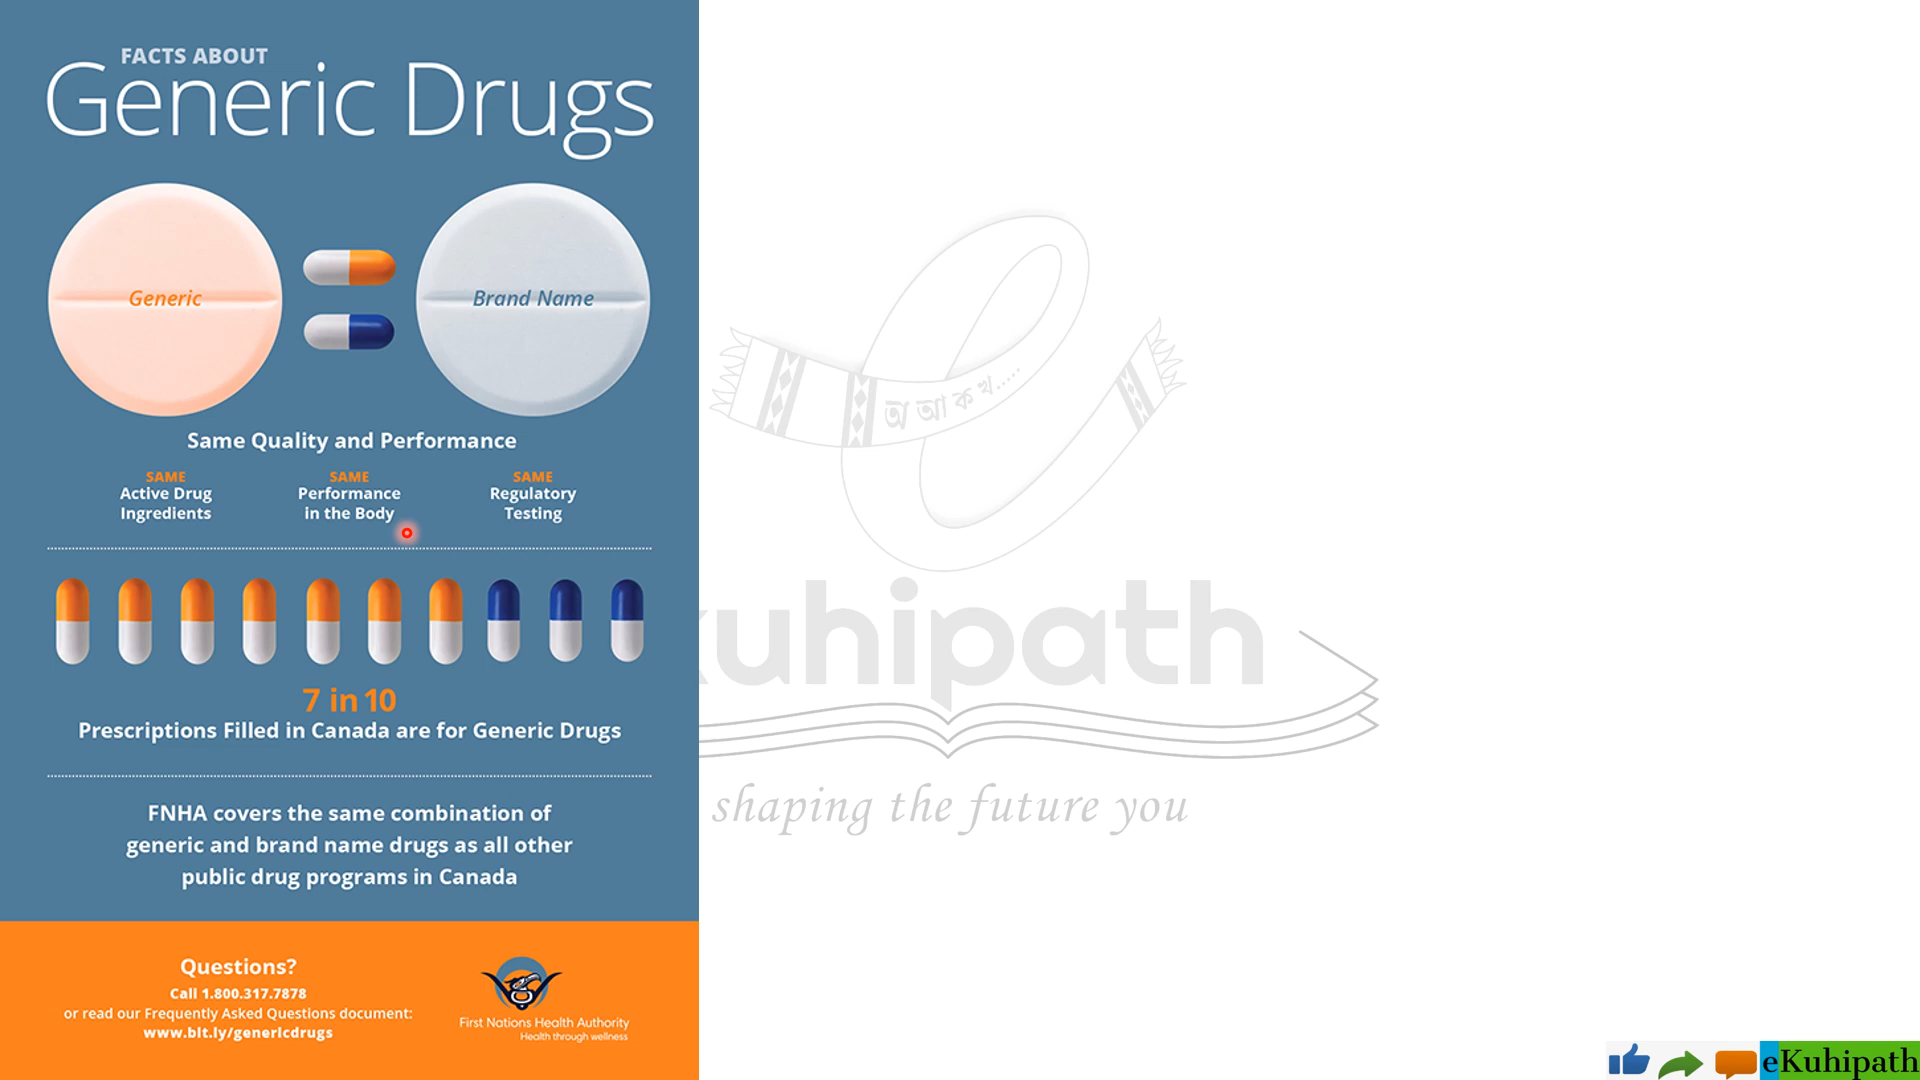 FACTS ABOUT
Generic Drugs
Generic
Brand Name
Same Quality and Performance
SAME
Active Drug
Ingredients
SAME
Performance
in the Body
SAME
Regulatory
Testing
7 in 10
Prescriptions Filled in Canada are for Generic Drugs
FNHA covers the same combination of
generic and brand name drugs as all other
public drug programs in Canada
Questions?
Call 1.800.317.7878
or read our Frequently Asked Questions document:
www.bit.ly/genericdrugs
First Nations Health Authority
Health through wellness
অ আ ক খ.....
kuhipath
shaping the future you
eKuhipath